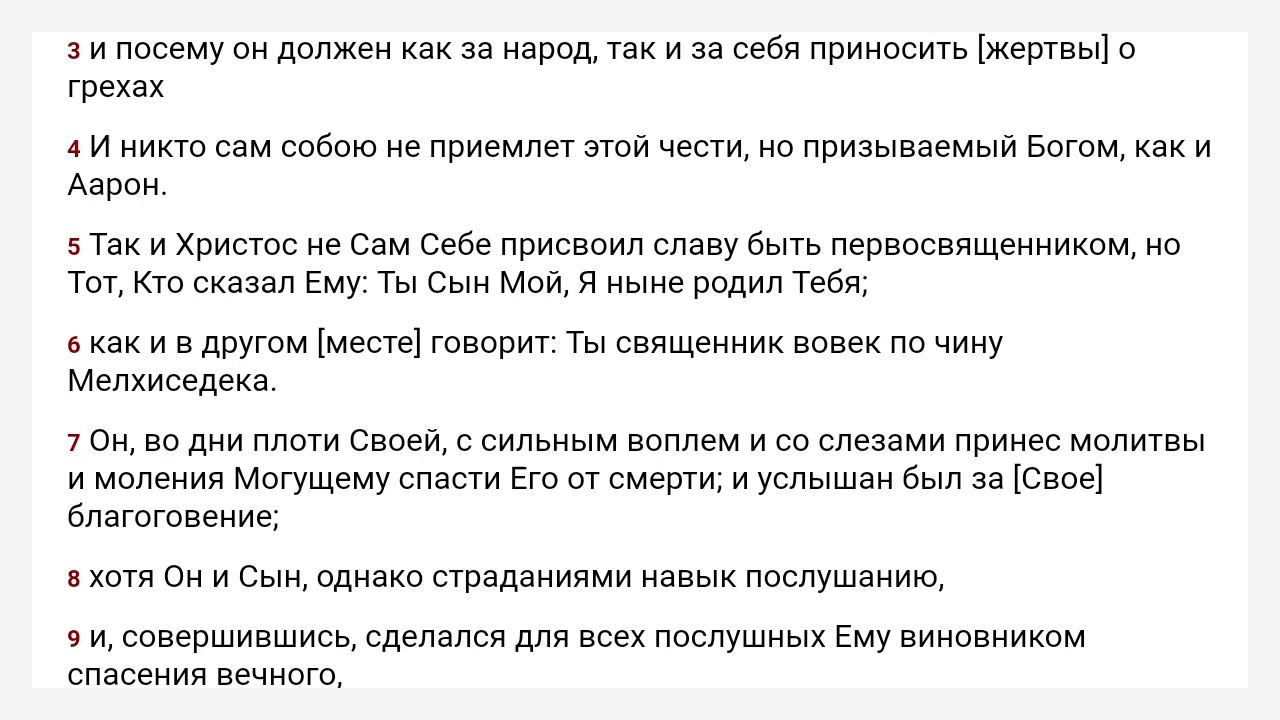 3 и посему он должен как за народ, так и за себя приносить [жертвы] о
грехах
4 И никто сам собою не приемлет этой чести, но призываемый Богом, как и
Аарон.
5 Так и Христос не Сам Себе присвоил славу быть первосвященником, но
Тот, Кто сказал Ему: Ты Сын Мой, Я ныне родил Тебя;
6 как и в другом [месте] говорит: Ты священник вовек по чину
Мелхиседека.
7 Он, во дни плоти Своей, с сильным воплем и со слезами принес молитвы
и моления Могущему спасти Его от смерти; и услышан был за [Свое]
благоговение;
8 хотя Он и Сын, однако страданиями навык послушанию,
9 и, совершившись, сделался для всех послушных Ему виновником
спасения вечного,